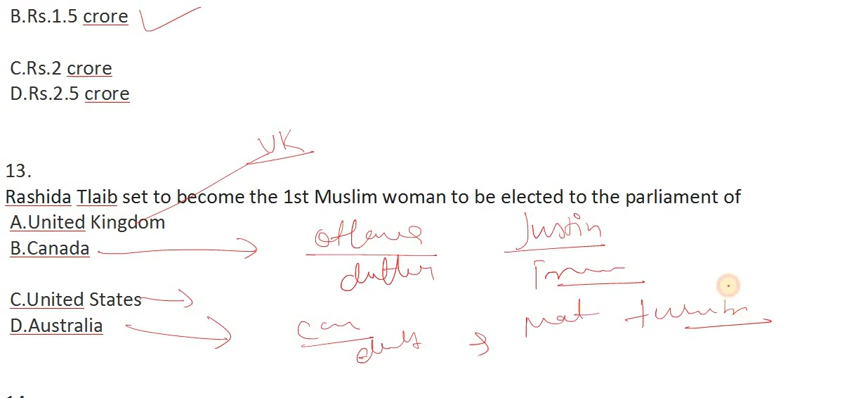 B.Rs.1.5 crore
C.Rs.2 crore
D.Rs.2.5 crore
UK
13.
Rashida Tlaib set to become the 1st Muslim woman to be elected to the parliament of
A.United Kingdom
Justin
B.Canada
C.United States
D.Australia